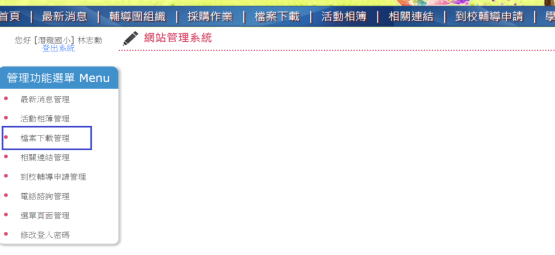 首頁 | 最新消息 | 輔導團組織 | 採購作業 | 檔案下載 | 活動相簿 | 相關連結 | 到校輔導申請 |
您好 [潛龍國小] 林志勳
登出系統
網站管理系統
管理功能選單 Menu
最新消息管理
活動相簿管理
檔案下載管理
相關連結管理
到校輔導申請管理
電話諮詢管理
選單頁面管理
修改登入密碼